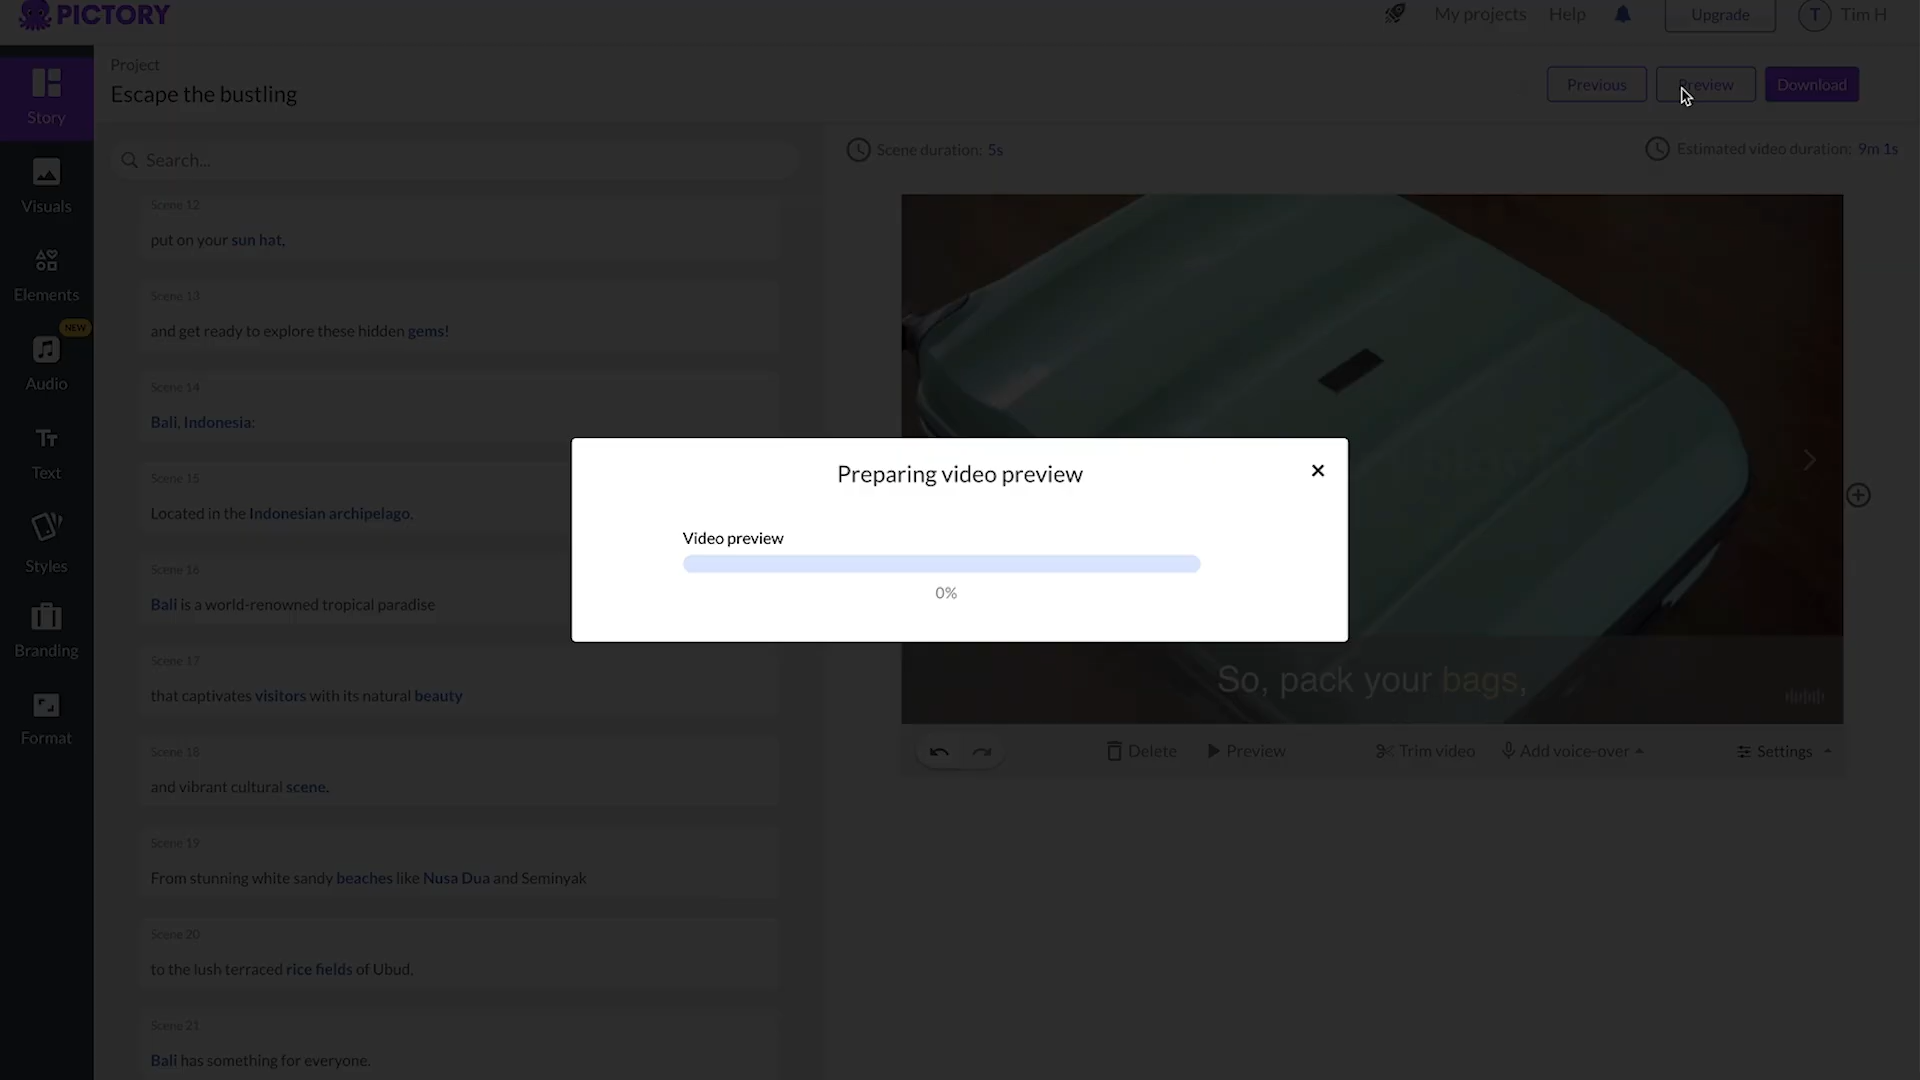 PICTORY
My projects
Help
Upgrade
T
Tim H
Project
Escape the bustling
Previous
Preview
Download
Story
Visuals
Elements
NEW
Audio
Text
Styles
Branding
Format
Search...
Scene duration: 5s
Estimated video duration: 9m 1s
Scene 12
put on your sun hat,
Scene 13
and get ready to explore these hidden gems!
Scene 14
Bali, Indonesia:
Scene 15
Located in the Indonesian archipelago,
Scene 16
Bali is a world-renowned tropical paradise
Scene 17
that captivates visitors with its natural beauty
Scene 18
and vibrant cultural scene.
Scene 19
From stunning white sandy beaches like Nusa Dua and Seminyak
Scene 20
to the lush terraced rice fields of Ubud,
Scene 21
Bali has something for everyone.
Preparing video preview
Video preview
0%
So, pack your bags,
Delete
Preview
Trim video
Add voice-over
Settings